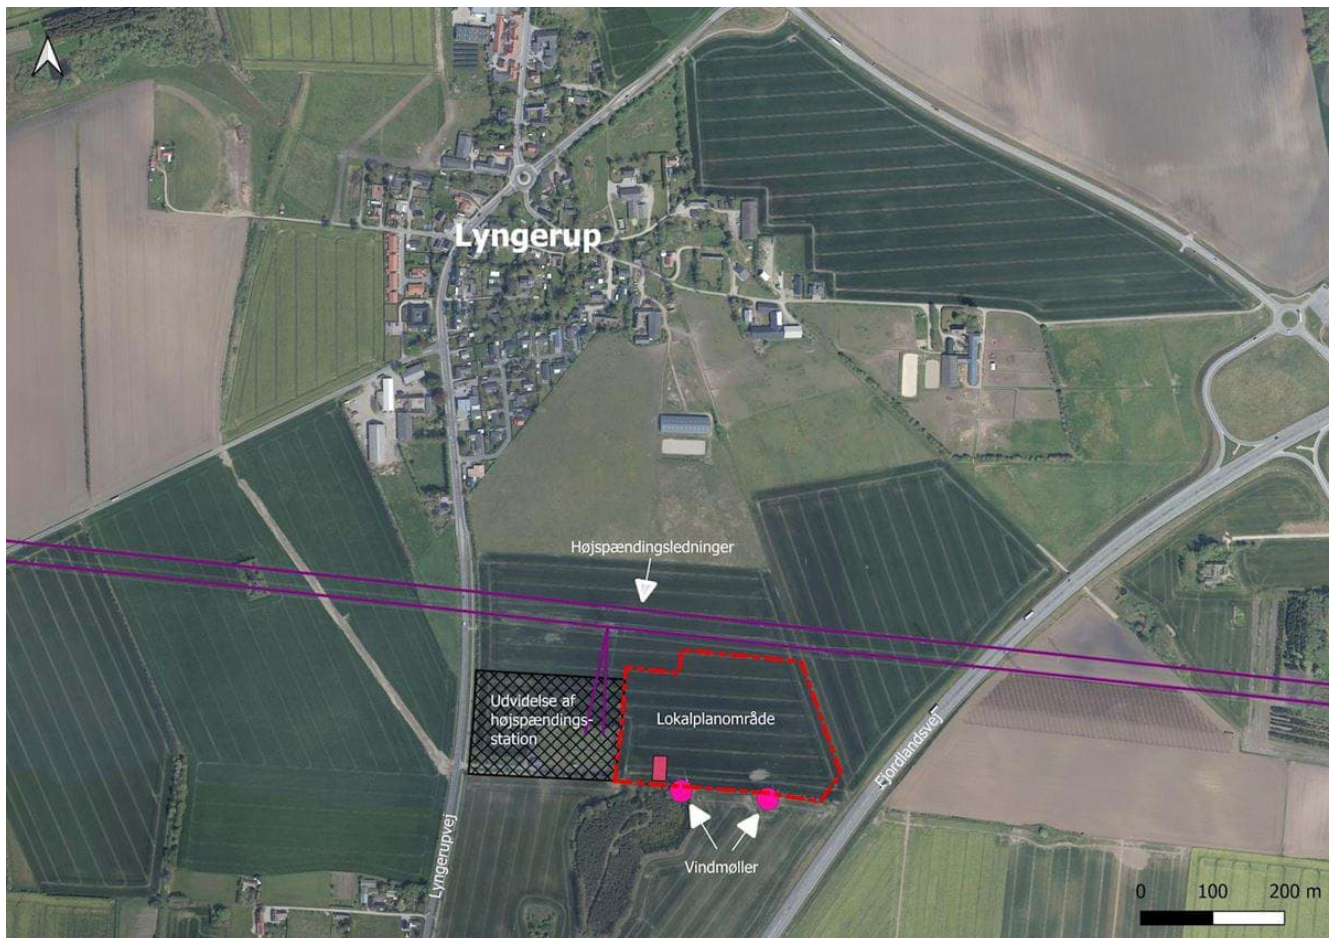 Lyngerup
Højspændingsledninger
Udvidelse af
højspændings-
station
Lokalplanområde
Fjordlandsvej
Lyngerupvej
Vindmøller
0 100 200 m